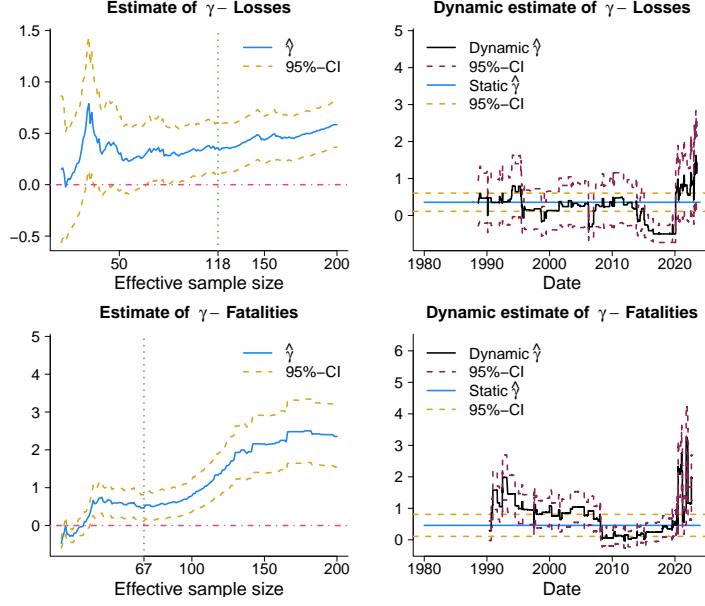 Estimate of γ− Losses
1.5
1.0
0.5
0.0
−0.5
γ̂
95%−CI
50
118
150
200
Effective sample size
Dynamic estimate of γ− Losses
5
4
3
2
1
0
Dynamic γ̂
95%−CI
Static γ̂
95%−CI
1980
1990
2000
2010
2020
Date
Estimate of γ− Fatalities
5
4
3
2
1
0
γ̂
95%−CI
67
100
150
200
Effective sample size
Dynamic estimate of γ− Fatalities
6
5
4
3
2
1
0
Dynamic γ̂
95%−CI
Static γ̂
95%−CI
1980
1990
2000
2010
2020
Date